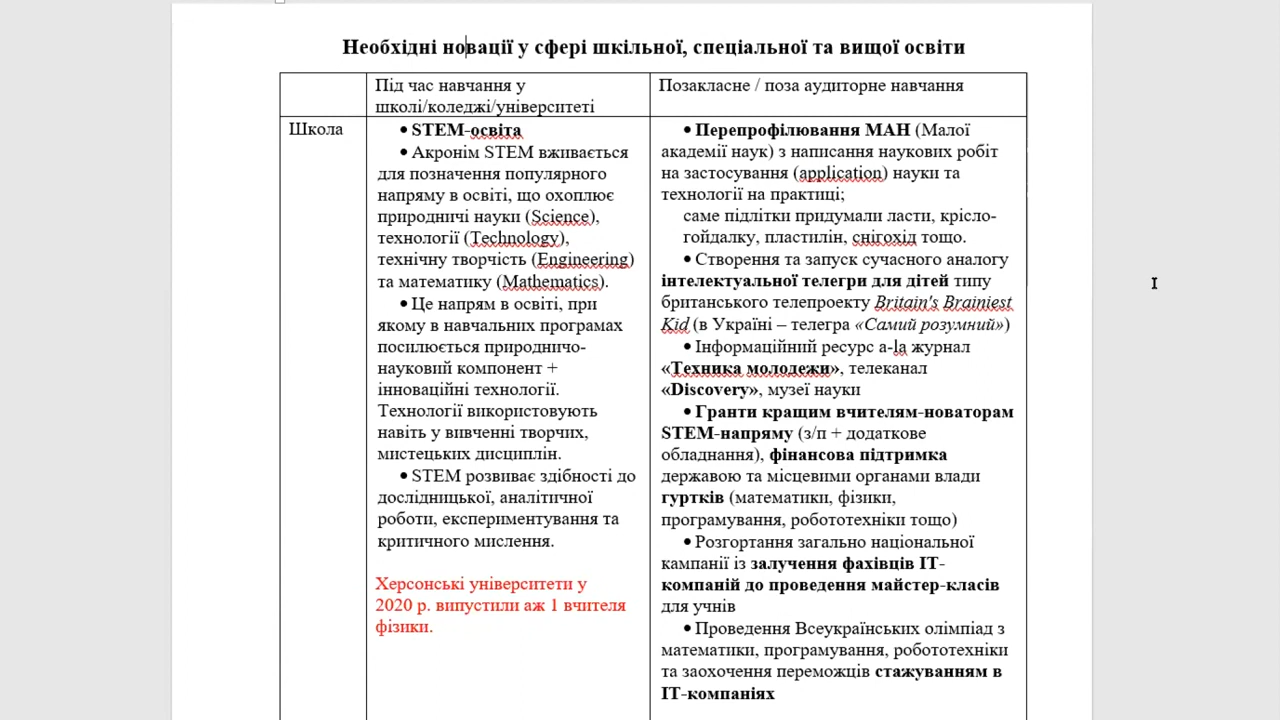 Необхідні новації у сфері шкільної, спеціальної та вищої освіти
Під час навчання у
школі/коледжі/університеті
Позакласне / поза аудиторне навчання
Школа
• STEM-освіта
• Акронім STEM вживається
для позначення популярного
напряму в освіті, що охоплює
природничі науки (Science),
технології (Technology),
технічну творчість (Engineering)
та математику (Mathematics).
• Це напрям в освіті, при
якому в навчальних програмах
посилюється природничо-
науковий компонент +
інноваційні технології.
Технології використовують
навіть у вивченні творчих,
мистецьких дисциплін.
• STEM розвиває здібності до
дослідницької, аналітичної
роботи, експериментування та
критичного мислення.
Херсонські університети у
2020 р. випустили аж 1 вчителя
фізики.
• Перепрофілювання МАН (Малої
академії наук) з написання наукових робіт
на застосування (application) науки та
технології на практиці;
саме підлітки придумали ласти, крісло-
гойдалку, пластилін, снігохід тощо.
• Створення та запуск сучасного аналогу
інтелектуальної телегри для дітей типу
британського телепроекту Britain's Brainiest
Kid (в Україні – телегра «Самий розумний»)
• Інформаційний ресурс a-la журнал
«Техника молодежи», телеканал
«Discovery», музеї науки
• Гранти кращим вчителям-новаторам
STEM-напряму (з/п + додаткове
обладнання), фінансова підтримка
державою та місцевими органами влади
гуртків (математики, фізики,
програмування, робототехніки тощо)
• Розгортання загально національної
кампанії із залучення фахівців ІТ-
компаній до проведення майстер-класів
для учнів
• Проведення Всеукраїнських олімпіад з
математики, програмування, робототехніки
та заохочення переможців стажуванням в
ІТ-компаніях